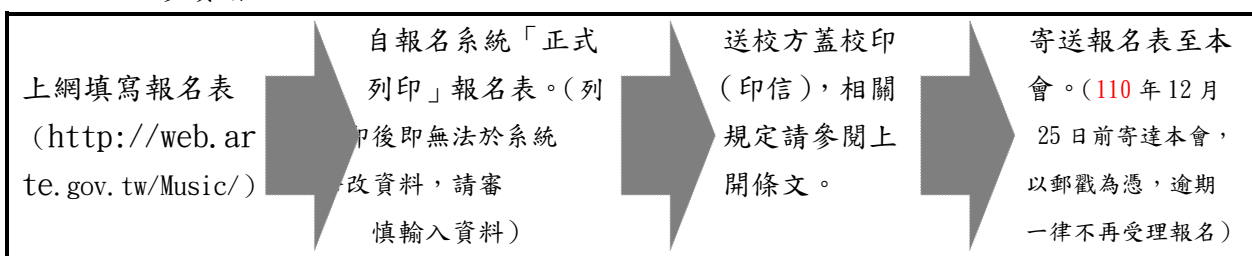 上網填寫報名表
(http://web.ar
te.gov.tw/Music/)
自報名系統「正式
列印」報名表。(列
印後即無法於系統
改資料，請審
慎輸入資料)
送校方蓋校印
(印信)，相關
規定請參閱上
開條文。
寄送報名表至本
會。(110 年 12 月
25 日前寄達本會，
以郵戳為憑，逾期
一律不再受理報名)